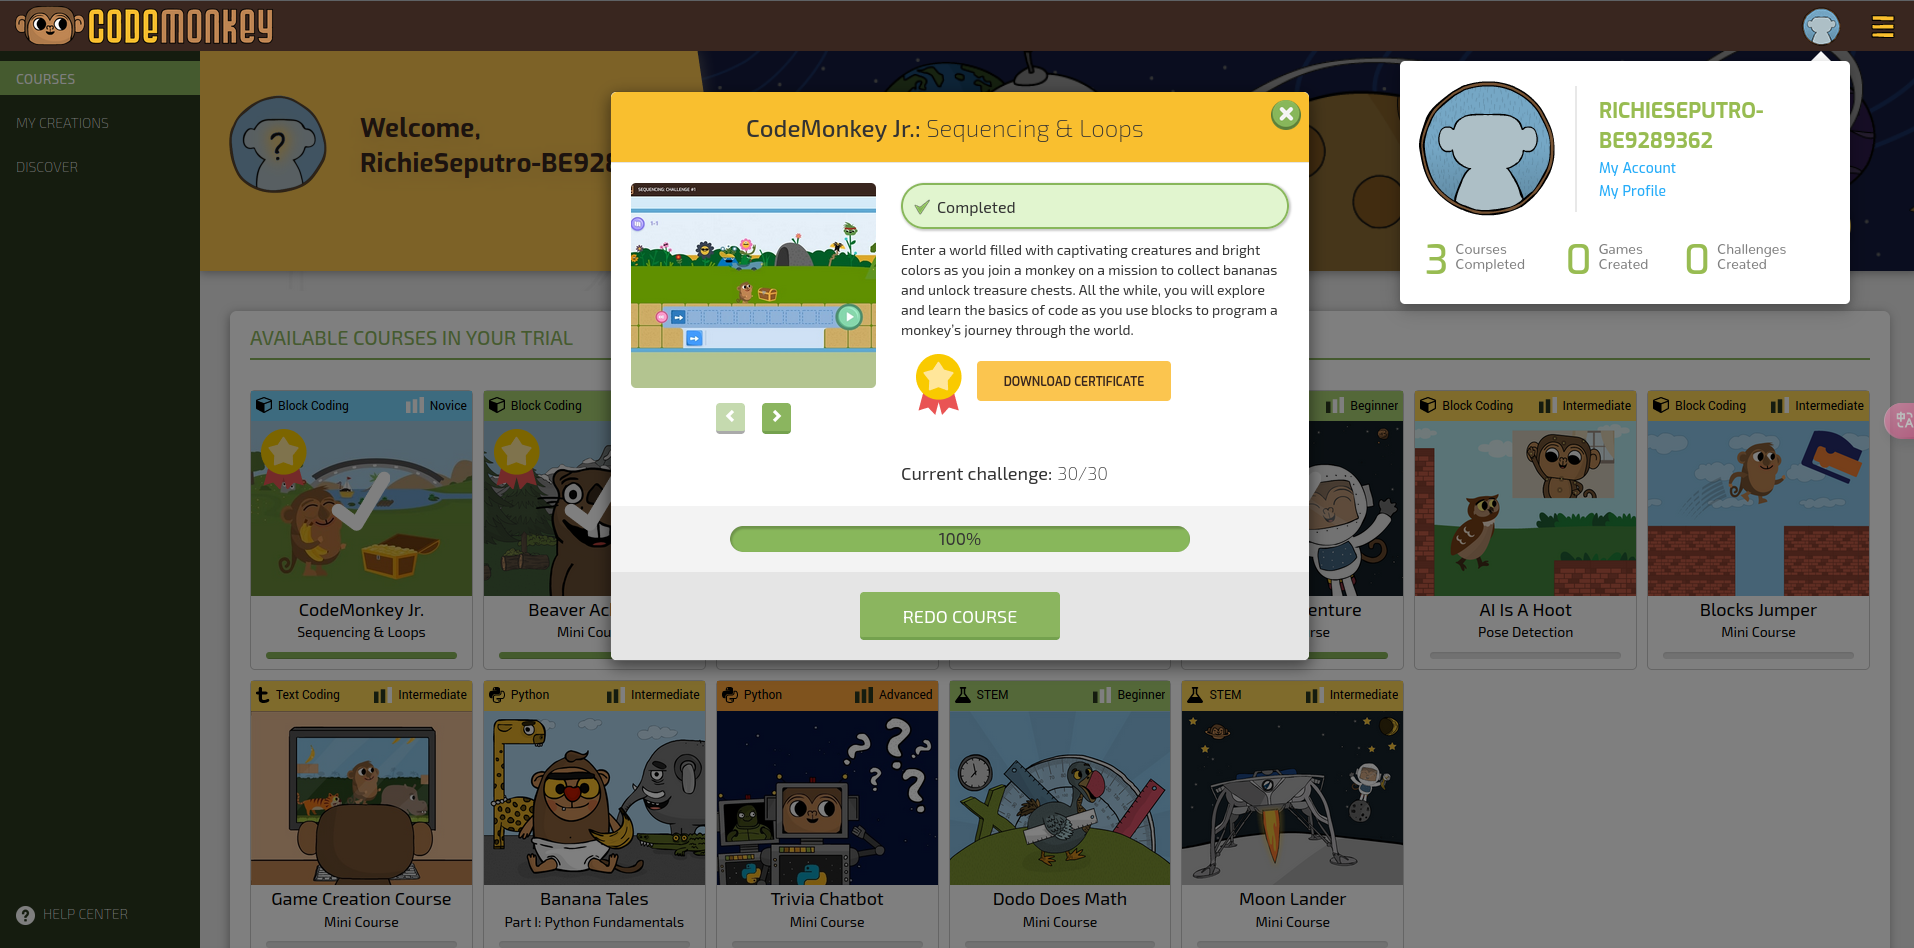 CODEMONKEY
COURSES
MY CREATIONS
DISCOVER
HELP CENTER
?
Welcome,
RichieSeputro-BE928
RICHIESEPUTRO-
BE9289362
My Account
My Profile
3 Courses Completed
0 Games Created
0 Challenges Created
CodeMonkey Jr.: Sequencing & Loops
SEQUENCING: CHALLENGE #1
1-1
Completed
Enter a world filled with captivating creatures and bright
colors as you join a monkey on a mission to collect bananas
and unlock treasure chests. All the while, you will explore
and learn the basics of code as you use blocks to program a
monkey's journey through the world.
DOWNLOAD CERTIFICATE
Current challenge: 30/30
100%
REDO COURSE
AVAILABLE COURSES IN YOUR TRIAL
Block Coding Novice
CodeMonkey Jr.
Sequencing & Loops
Block Coding
Beaver Ac
Mini Cou
Beginner
enture
rse
Block Coding Intermediate
AI Is A Hoot
Pose Detection
Block Coding Intermediate
Blocks Jumper
Mini Course
Text Coding Intermediate
Game Creation Course
Mini Course
Python Intermediate
Banana Tales
Part I: Python Fundamentals
Python Advanced
? ? ? ?
Trivia Chatbot
Mini Course
STEM Beginner
Dodo Does Math
Mini Course
STEM Intermediate
Moon Lander
Mini Course
中A